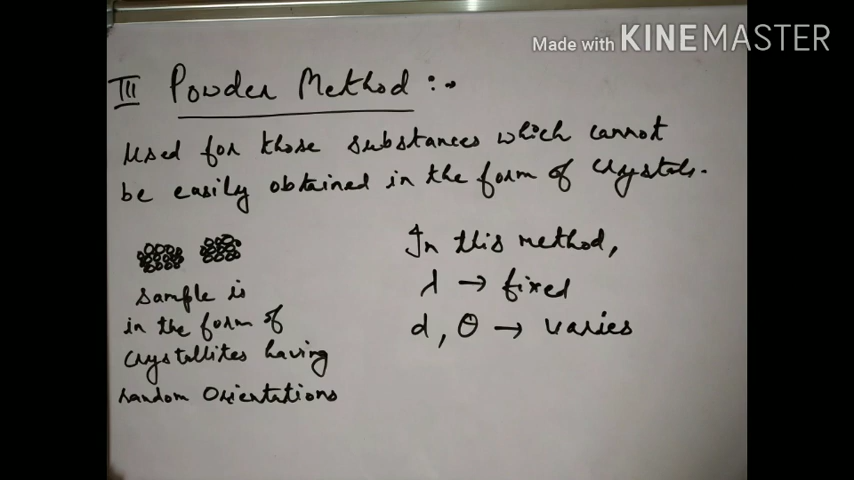 Made with KINEMASTER
III Powder Method :-
Used for those substances which cannot
be easily obtained in the form of crystals.
Sample is
in the form of
crystallites having
random orientations
In this method,
λ → fixed
d, θ → varies